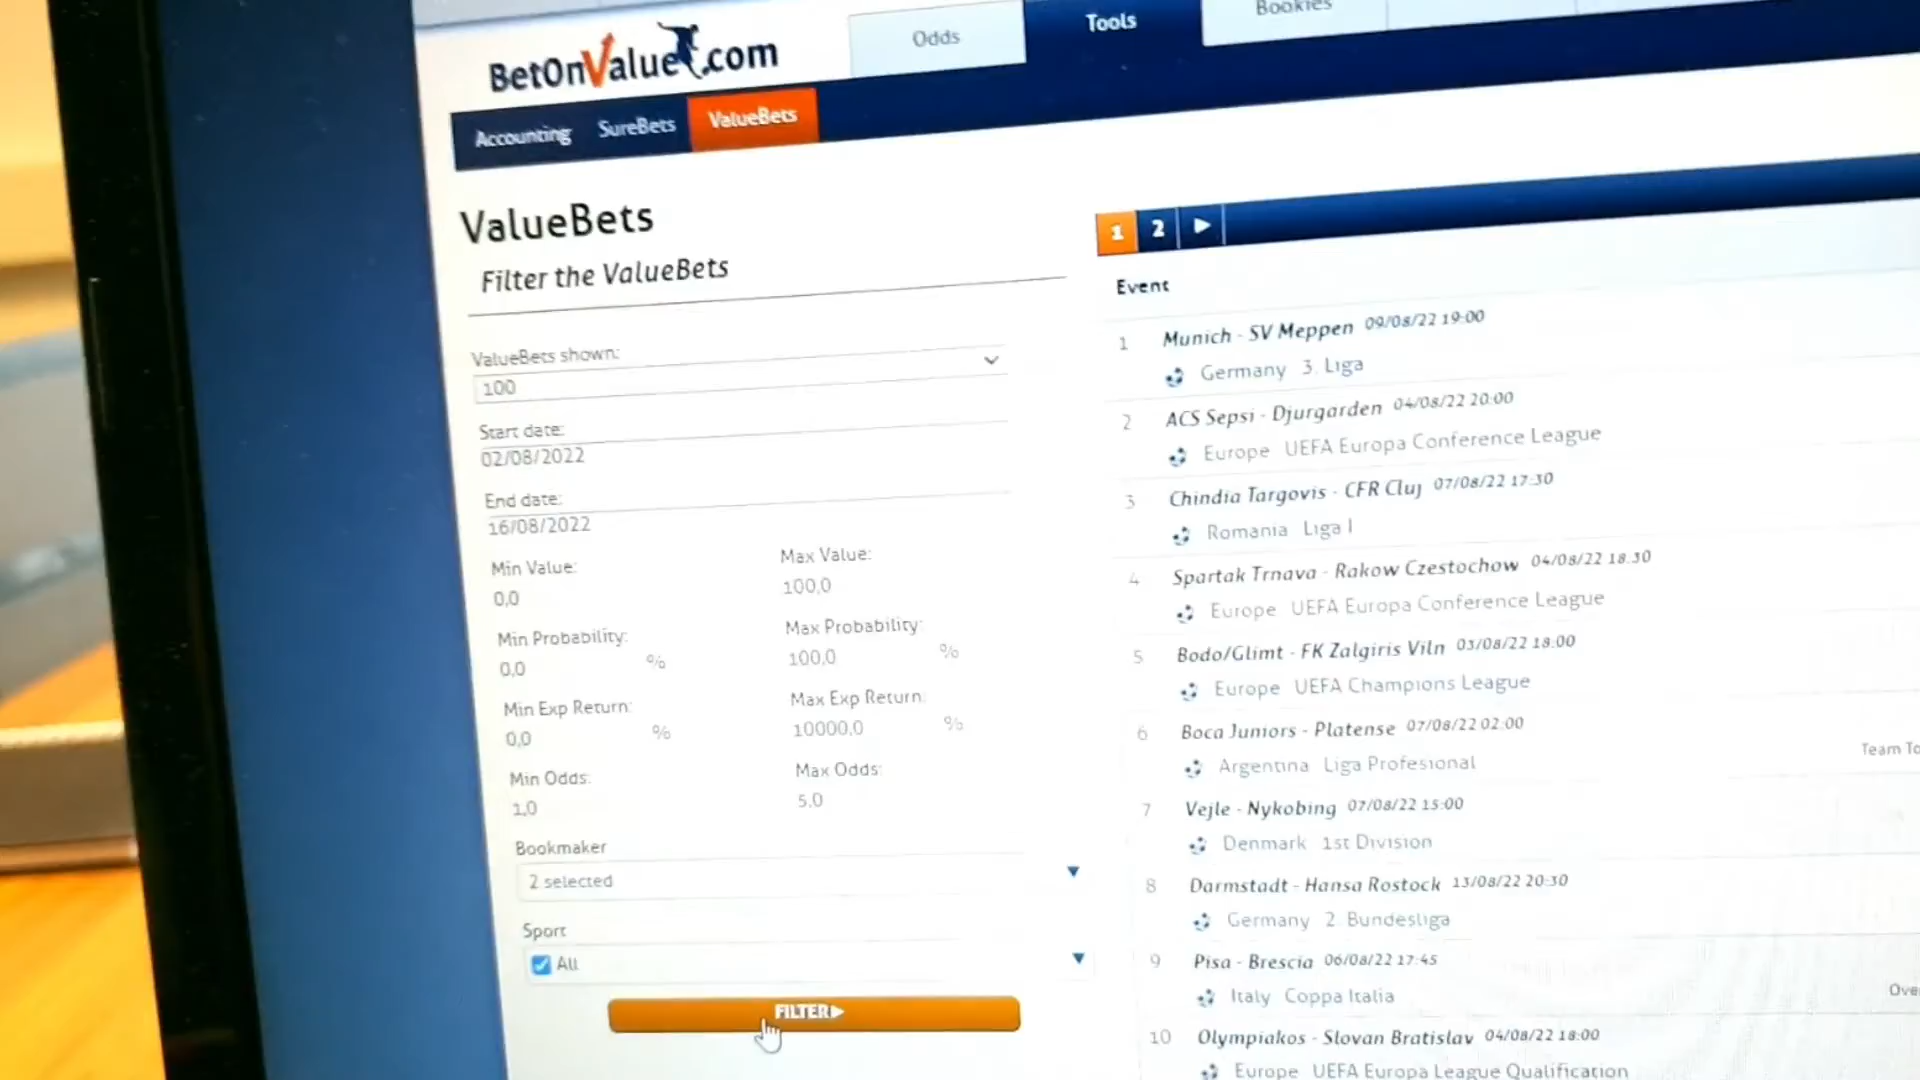 BetOnValue.com
Odds
Tools
Bookies
Accounting
SureBets
ValueBets
ValueBets
Filter the ValueBets
ValueBets shown:
100
Start date:
02/08/2022
End date:
16/08/2022
Min Value:
0,0
Max Value:
100,0
Min Probability:
0,0 %
Max Probability:
100,0 %
Min Exp Return:
0,0 %
Max Exp Return:
10000,0 %
Min Odds:
1,0
Max Odds:
5,0
Bookmaker
2 selected
Sport
All
FILTER
1 2
Event
1 Munich - SV Meppen 09/08/22 19:00
Germany 3. Liga
2 ACS Sepsi - Djurgarden 04/08/22 20:00
Europe UEFA Europa Conference League
3 Chindia Targovis - CFR Cluj 07/08/22 17:30
Romania Liga I
4 Spartak Trnava - Rakow Czestochow 04/08/22 18:30
Europe UEFA Europa Conference League
5 Bodo/Glimt - FK Zalgiris Viln 03/08/22 18:00
Europe UEFA Champions League
6 Boca Juniors - Platense 07/08/22 02:00
Argentina Liga Profesional
Team To
7 Vejle - Nykobing 07/08/22 15:00
Denmark 1st Division
8 Darmstadt - Hansa Rostock 13/08/22 20:30
Germany 2. Bundesliga
9 Pisa - Brescia 06/08/22 17:45
Italy Coppa Italia
Ove
10 Olympiakos - Slovan Bratislav 04/08/22 18:00
Europe UEFA Europa League Qualification